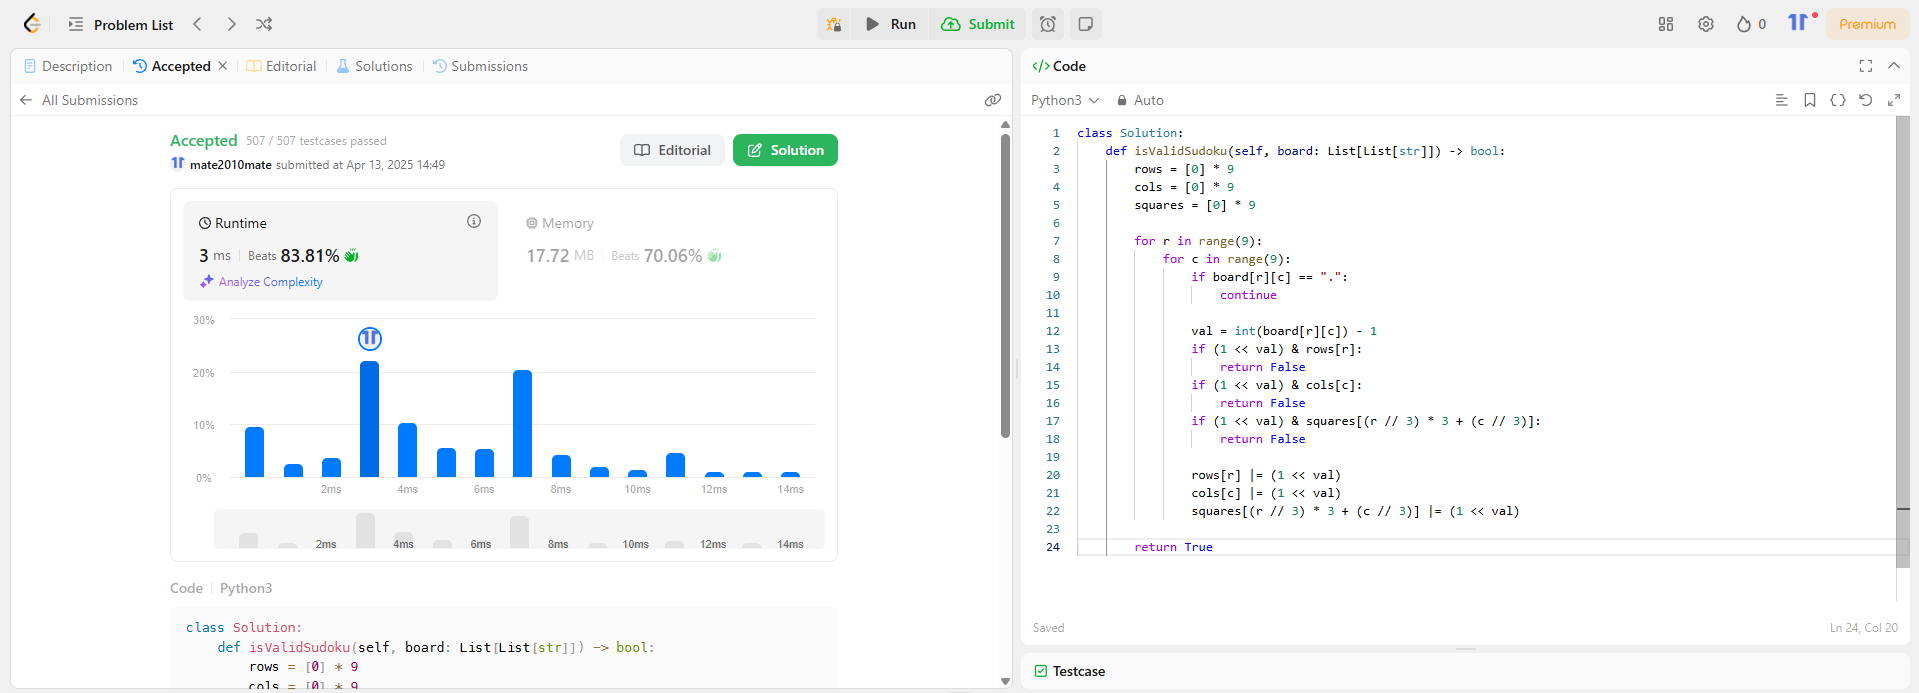 Problem List
Run
Submit
0
Premium
Description
Accepted
Editorial
Solutions
Submissions
All Submissions
Accepted 507 / 507 testcases passed
mate2010mate submitted at Apr 13, 2025 14:49
Editorial
Solution
Runtime
3 ms Beats 83.81%
Analyze Complexity
Memory
17.72 MB Beats 70.06%
30%
20%
10%
0%
2ms 4ms 6ms 8ms 10ms 12ms 14ms
2ms 4ms 6ms 8ms 10ms 12ms 14ms
Code Python3
class Solution:
    def isValidSudoku(self, board: List[List[str]]) -> bool:
        rows = [0] * 9
        cols = [0] * 9
</> Code
Python3 Auto
1 class Solution:
2     def isValidSudoku(self, board: List[List[str]]) -> bool:
3         rows = [0] * 9
4         cols = [0] * 9
5         squares = [0] * 9
6
7         for r in range(9):
8             for c in range(9):
9                 if board[r][c] == ".":
10                     continue
11
12                 val = int(board[r][c]) - 1
13                 if (1 << val) & rows[r]:
14                     return False
15                 if (1 << val) & cols[c]:
16                     return False
17                 if (1 << val) & squares[(r // 3) * 3 + (c // 3)]:
18                     return False
19
20                 rows[r] |= (1 << val)
21                 cols[c] |= (1 << val)
22                 squares[(r // 3) * 3 + (c // 3)] |= (1 << val)
23
24         return True
Saved
Ln 24, Col 20
Testcase